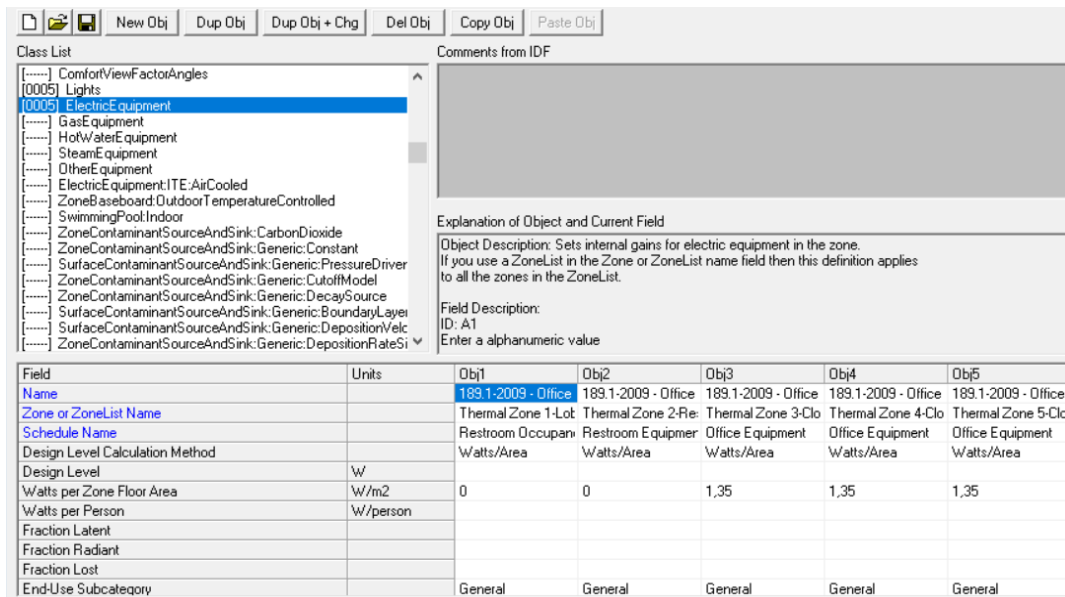 New Obj Dup Obj Dup Obj + Chg Del Obj Copy Obj Paste Obj
Class List
[------] ComfortViewFactorAngles
[0005] Lights
[0005] ElectricEquipment
[------] GasEquipment
[------] HotWaterEquipment
[------] SteamEquipment
[------] OtherEquipment
[------] ElectricEquipment:ITE:AirCooled
[------] ZoneBaseboard:OutdoorTemperatureControlled
[------] SwimmingPool:Indoor
[------] ZoneContaminantSourceAndSink:CarbonDioxide
[------] ZoneContaminantSourceAndSink:Generic:Constant
[------] SurfaceContaminantSourceAndSink:Generic:PressureDriver
[------] ZoneContaminantSourceAndSink:Generic:CutoffModel
[------] ZoneContaminantSourceAndSink:Generic:DecaySource
[------] SurfaceContaminantSourceAndSink:Generic:BoundaryLayer
[------] SurfaceContaminantSourceAndSink:Generic:DepositionVelc
[------] ZoneContaminantSourceAndSink:Generic:DepositionRateSi
Comments from IDF
Explanation of Object and Current Field
Object Description: Sets internal gains for electric equipment in the zone.
If you use a ZoneList in the Zone or ZoneList name field then this definition applies
to all the zones in the ZoneList.
Field Description:
ID: A1
Enter a alphanumeric value
Field Units Obj1 Obj2 Obj3 Obj4 Obj5
Name 189.1-2009 - Office 189.1-2009 - Office 189.1-2009 - Office 189.1-2009 - Office 189.1-2009 - Office
Zone or ZoneList Name Thermal Zone 1-Lot Thermal Zone 2-Re: Thermal Zone 3-Clo Thermal Zone 4-Clo Thermal Zone 5-Clo
Schedule Name Restroom Occupan Restroom Equipmer Office Equipment Office Equipment Office Equipment
Design Level Calculation Method Watts/Area Watts/Area Watts/Area Watts/Area Watts/Area
Design Level W
Watts per Zone Floor Area W/m2 0 0 1,35 1,35 1,35
Watts per Person W/person
Fraction Latent
Fraction Radiant
Fraction Lost
End-Use Subcategory General General General General General